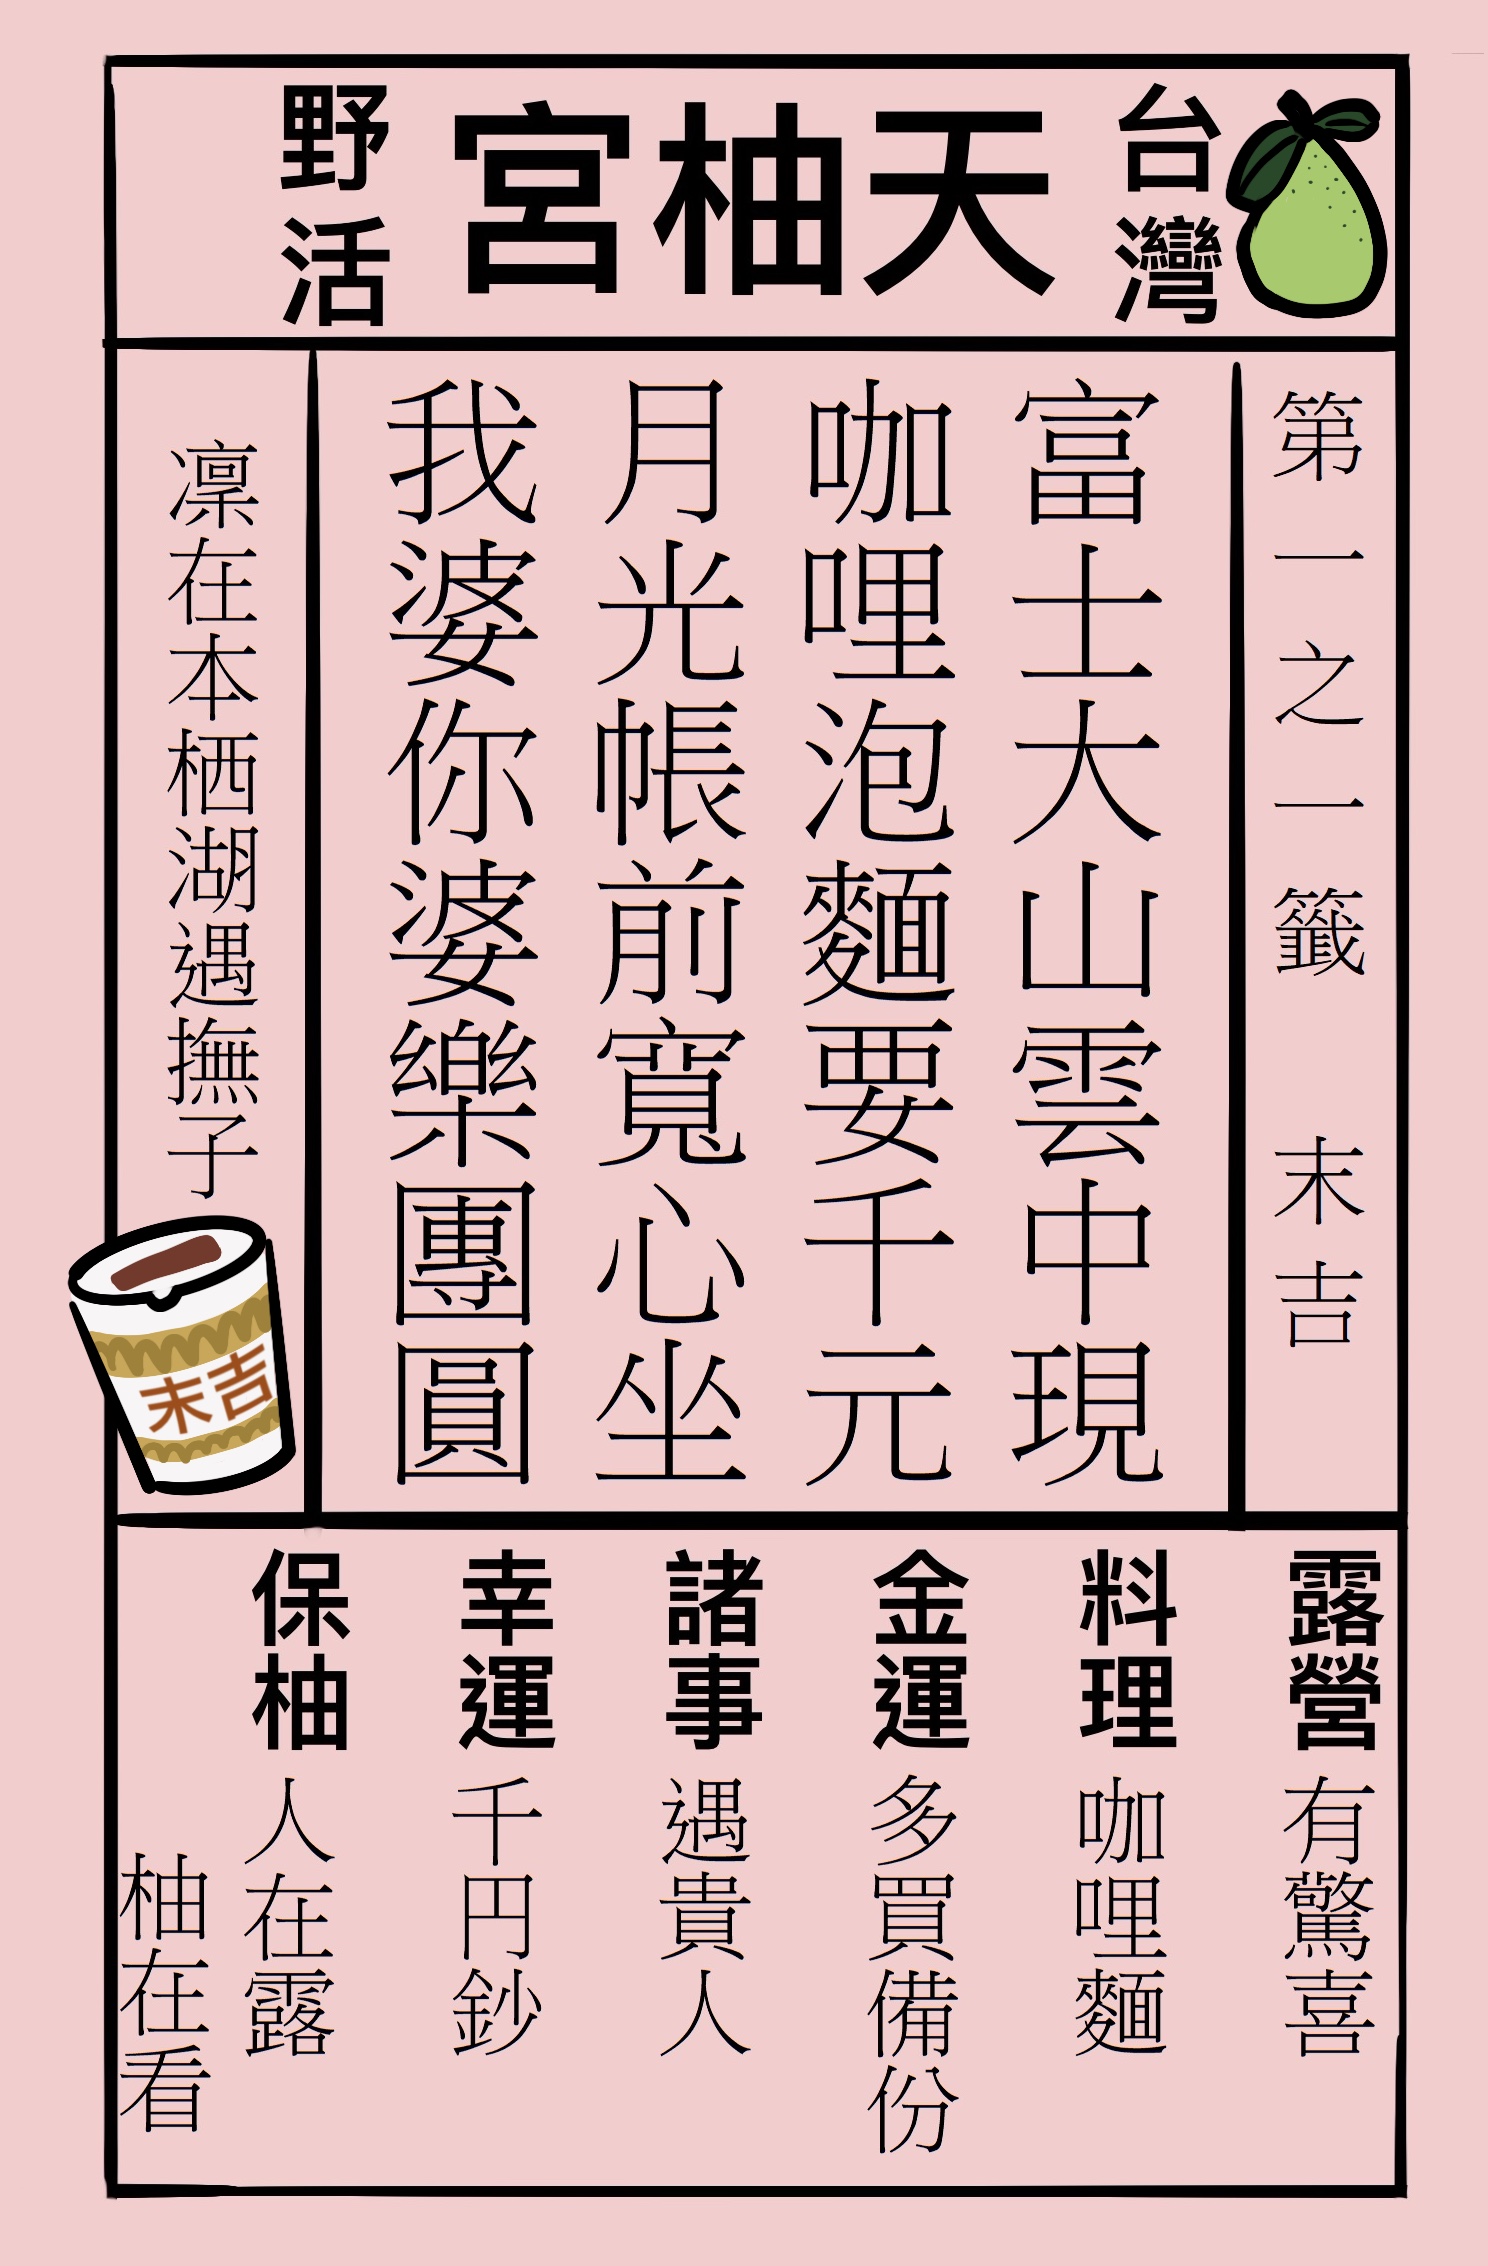 台灣
天柚宮
野活
第一之一籤 末吉
富士大山雲中現
咖哩泡麵要千元
月光帳前寬心坐
我婆你婆樂團圓
凛在本栖湖遇撫子
末吉
露營
有驚喜
料理
咖哩麵
金運
多買備份
諸事
遇貴人
幸運
千円鈔
保柚
人在露
柚在看